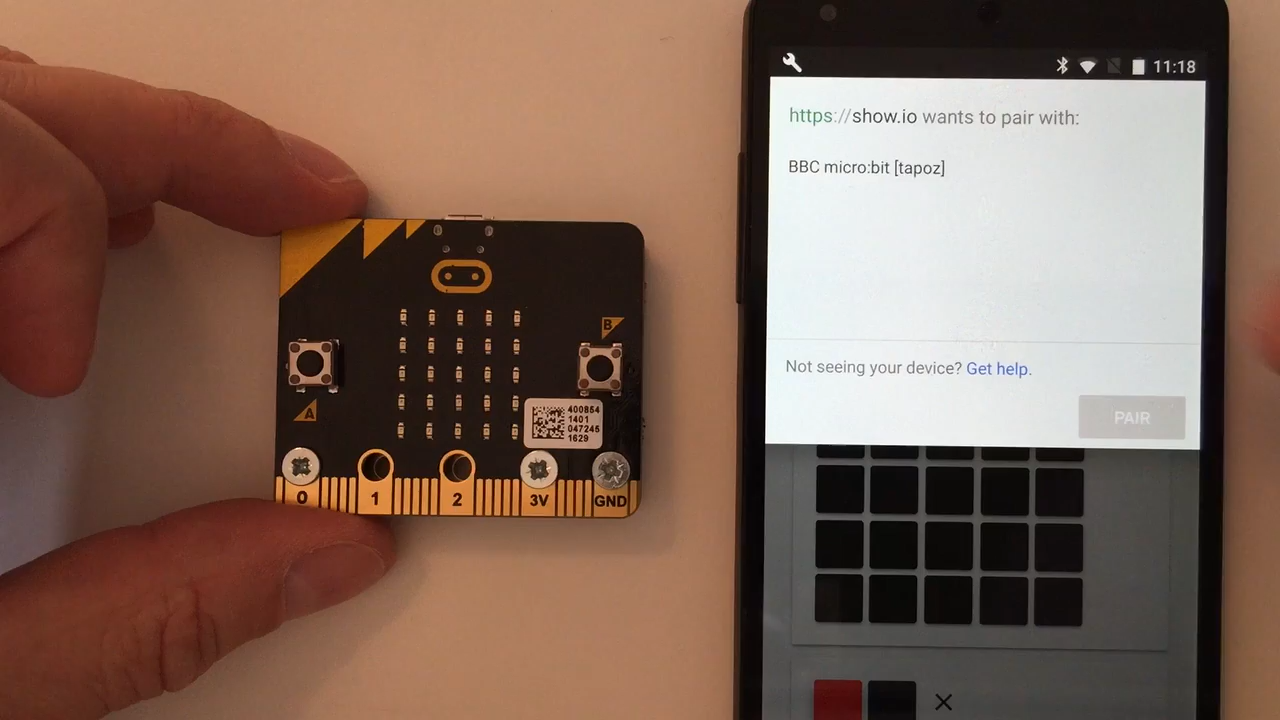 B
A
400854
1401
047245
1629
0
1
2
3V
GND
11:18
https://show.io wants to pair with:
BBC micro:bit [tapoz]
Not seeing your device? Get help.
PAIR